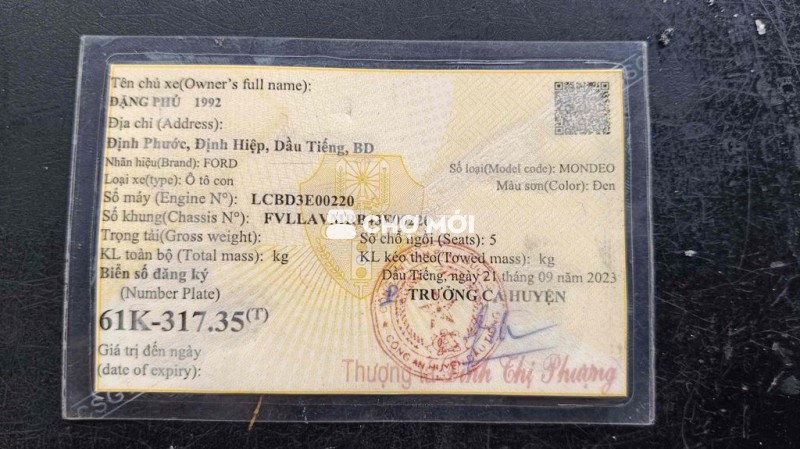 Tên chủ xe(Owner's full name):
ĐẶNG PHÚ 1992
Địa chỉ (Address):
Định Phước, Định Hiệp, Dầu Tiếng, BD
Nhãn hiệu(Brand): FORD
Số loại(Model code): MONDEO
Loại xe(type): Ô tô con
Màu sơn(Color): Đen
Số máy (Engine N°): LCBD3E00220
Số khung(Chassis N°):
CHỢ MỚI
Trọng tải(Gross weight):
Số chỗ ngồi (Seats): 5
KL toàn bộ (Total mass): kg
KL kéo theo(Towed mass): kg
Biển số đăng ký
Dầu Tiếng, ngày 21 tháng 09 năm 2023
(Number Plate)
TRƯỞNG CA HUYỆN
61K-317.35(T)
Giá trị đến ngày
(date of expiry):
CÔNG AN HUYỆN
Thượng Thị Phương